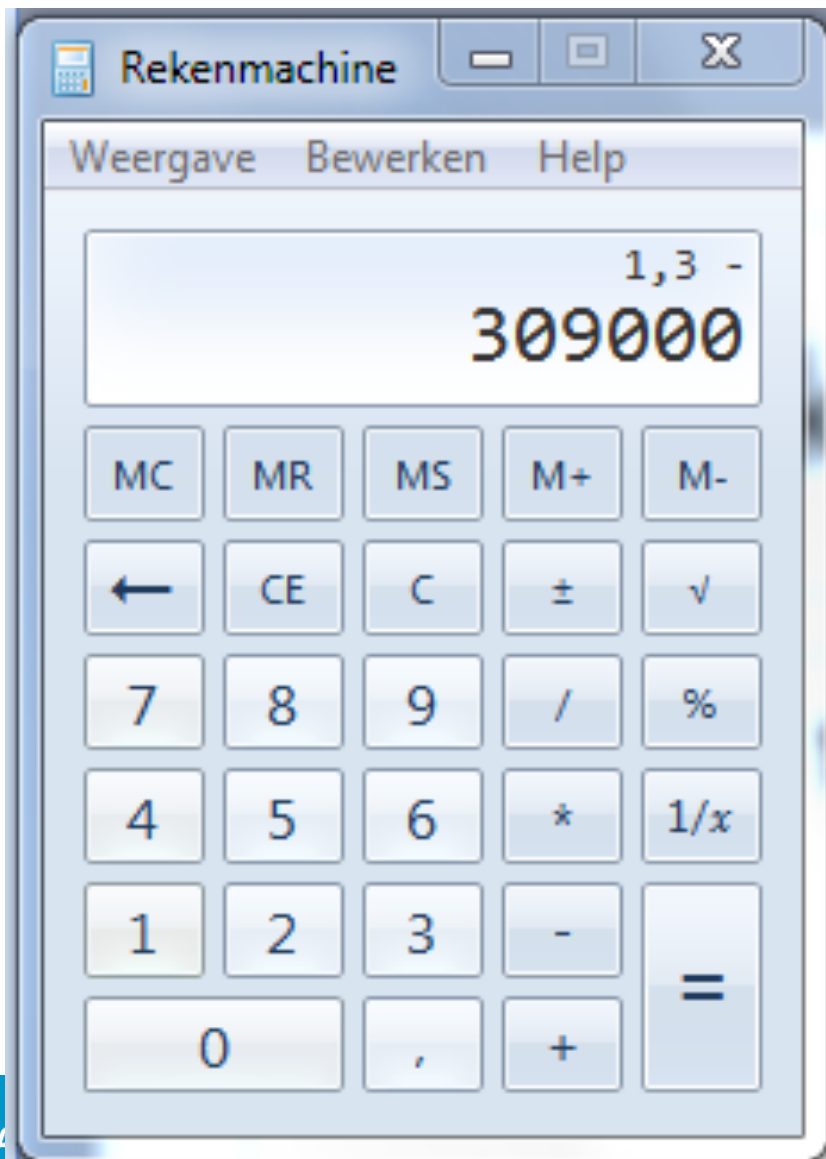 Rekenmachine
Weergave Bewerken Help
1,3 -
309000
MC MR MS M+ M-
← CE C ± √
7 8 9 / %
4 5 6 * 1/x
1 2 3 - =
0 , +